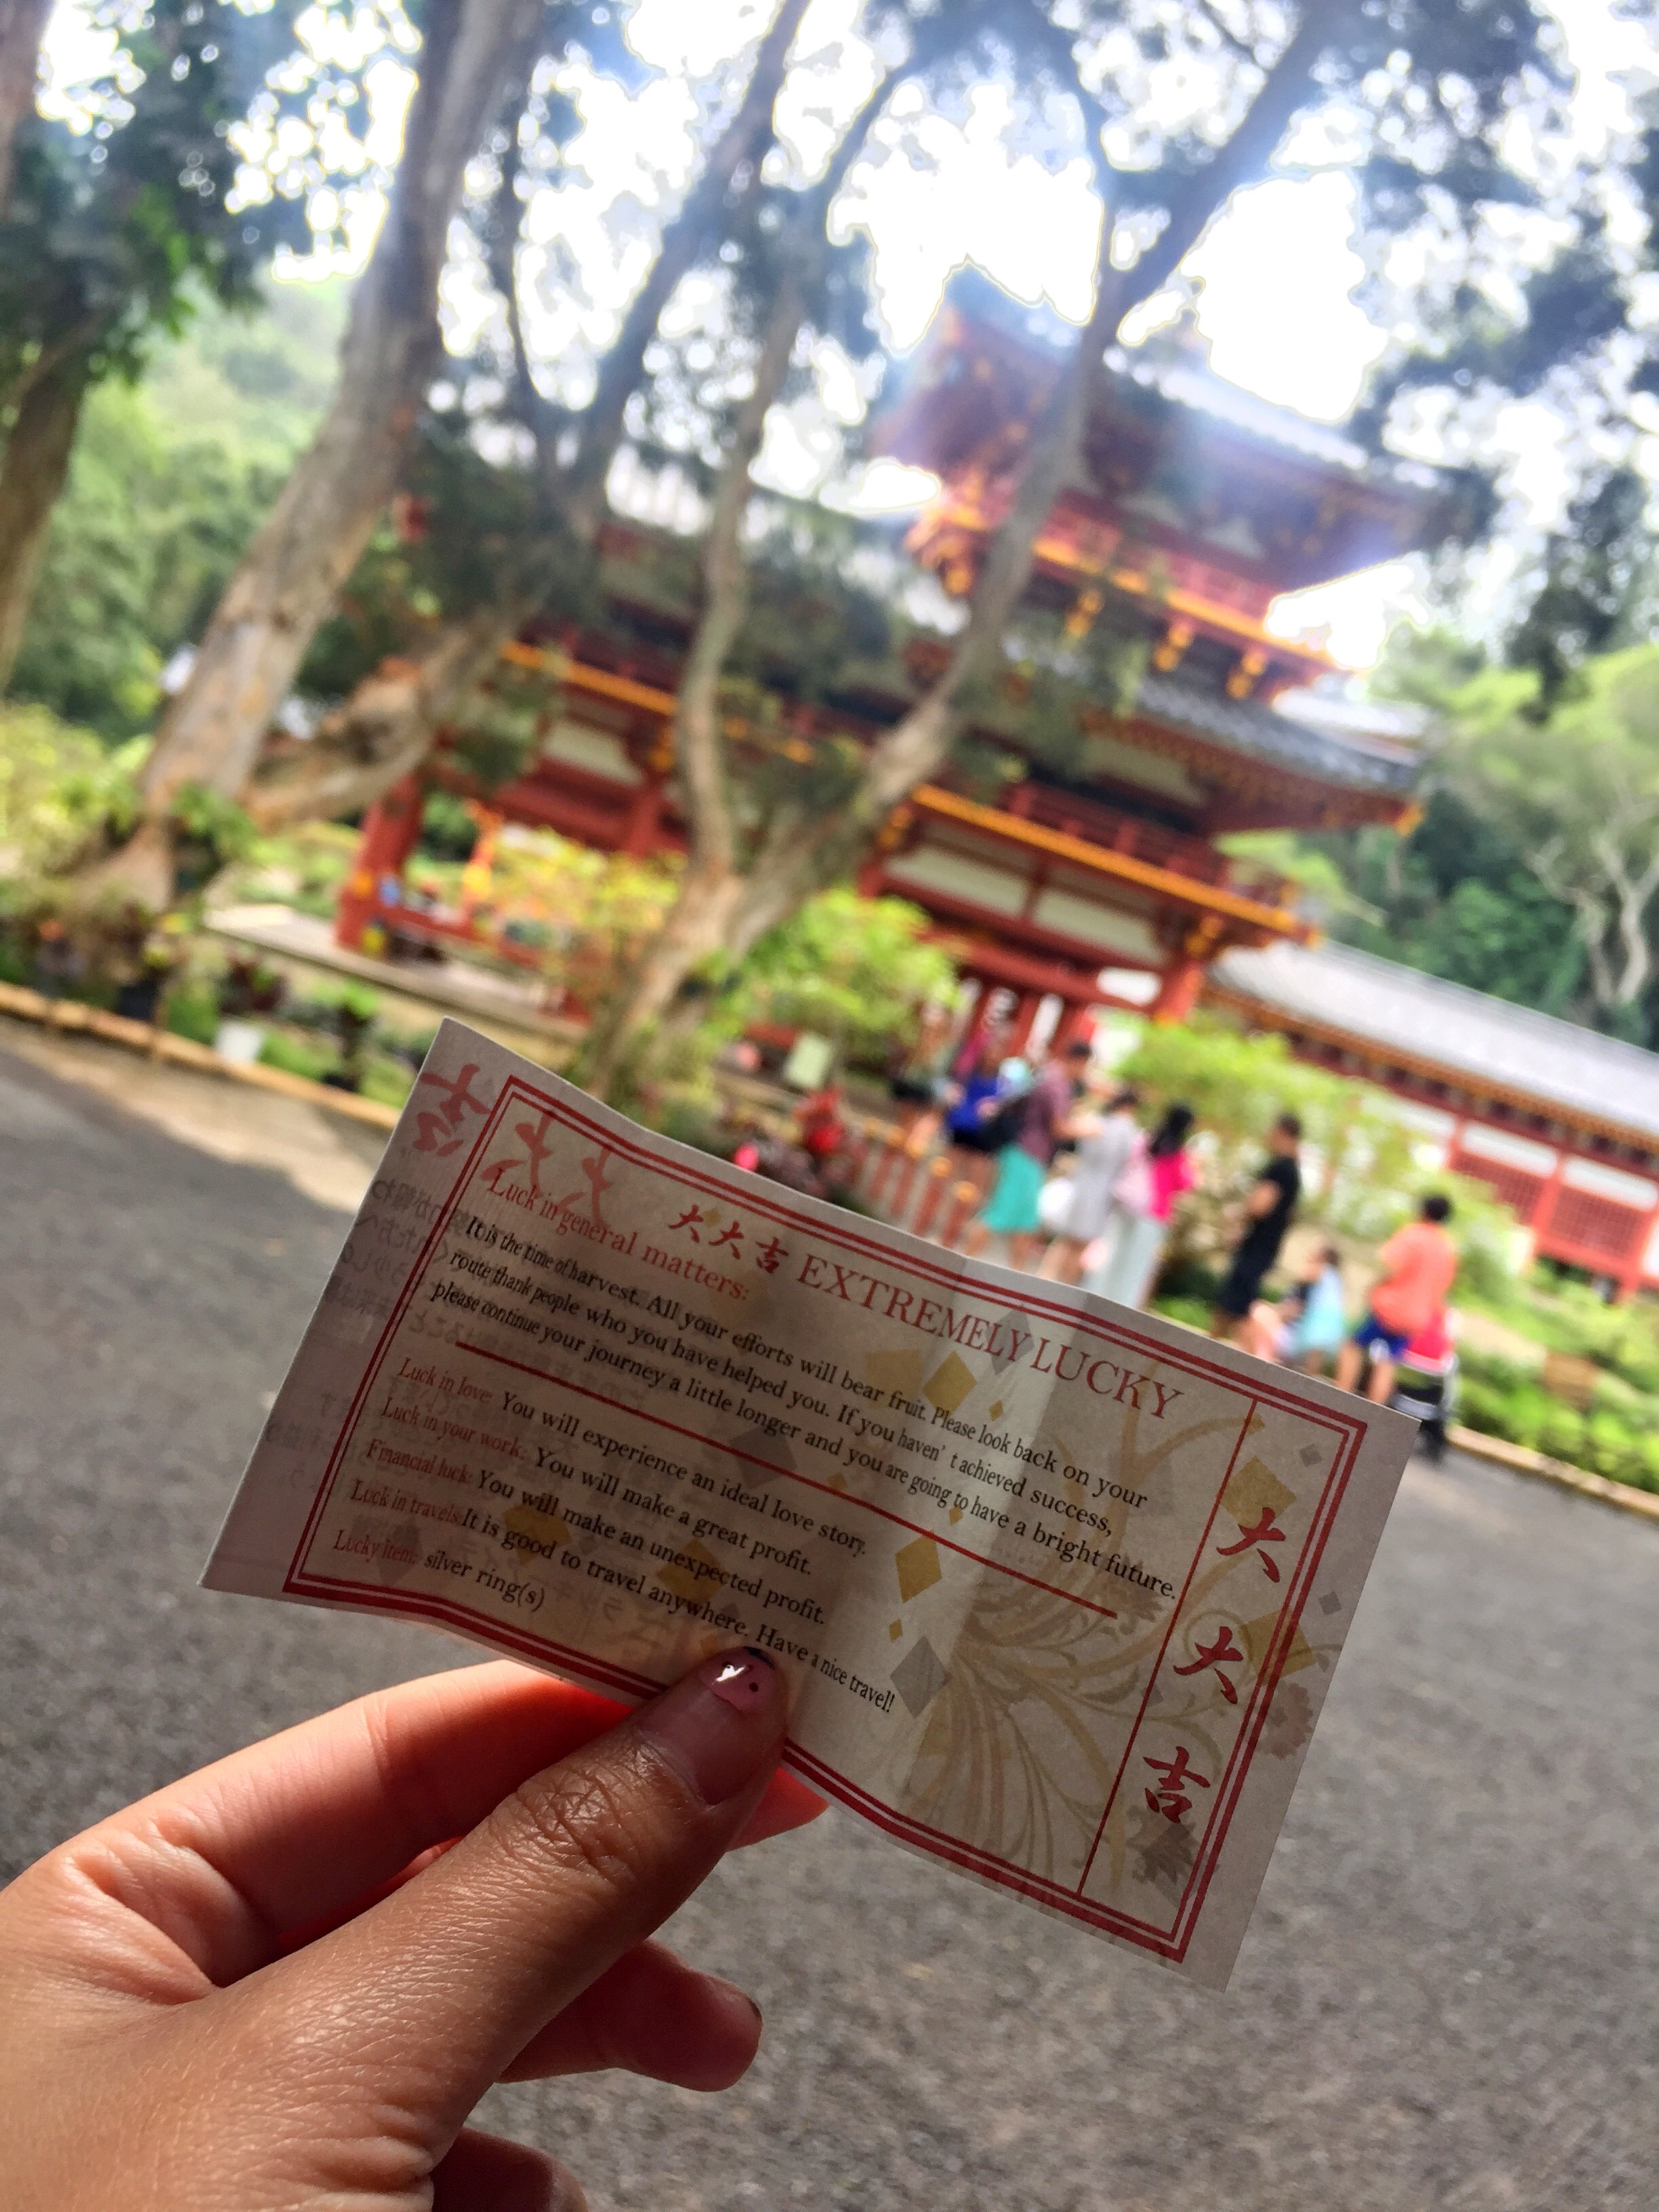 大大吉 EXTREMELY LUCKY
Luck in general matters:
It is the time of harvest. All your efforts will bear fruit. Please look back on your
route thank people who you have helped you. If you haven't achieved success,
please continue your journey a little longer and you are going to have a bright future.
Luck in love: You will experience an ideal love story.
Luck in your work: You will make a great profit.
Financial luck: You will make an unexpected profit.
Luck in travels: It is good to travel anywhere. Have a nice travel!
Lucky item: silver ring(s)
大大吉